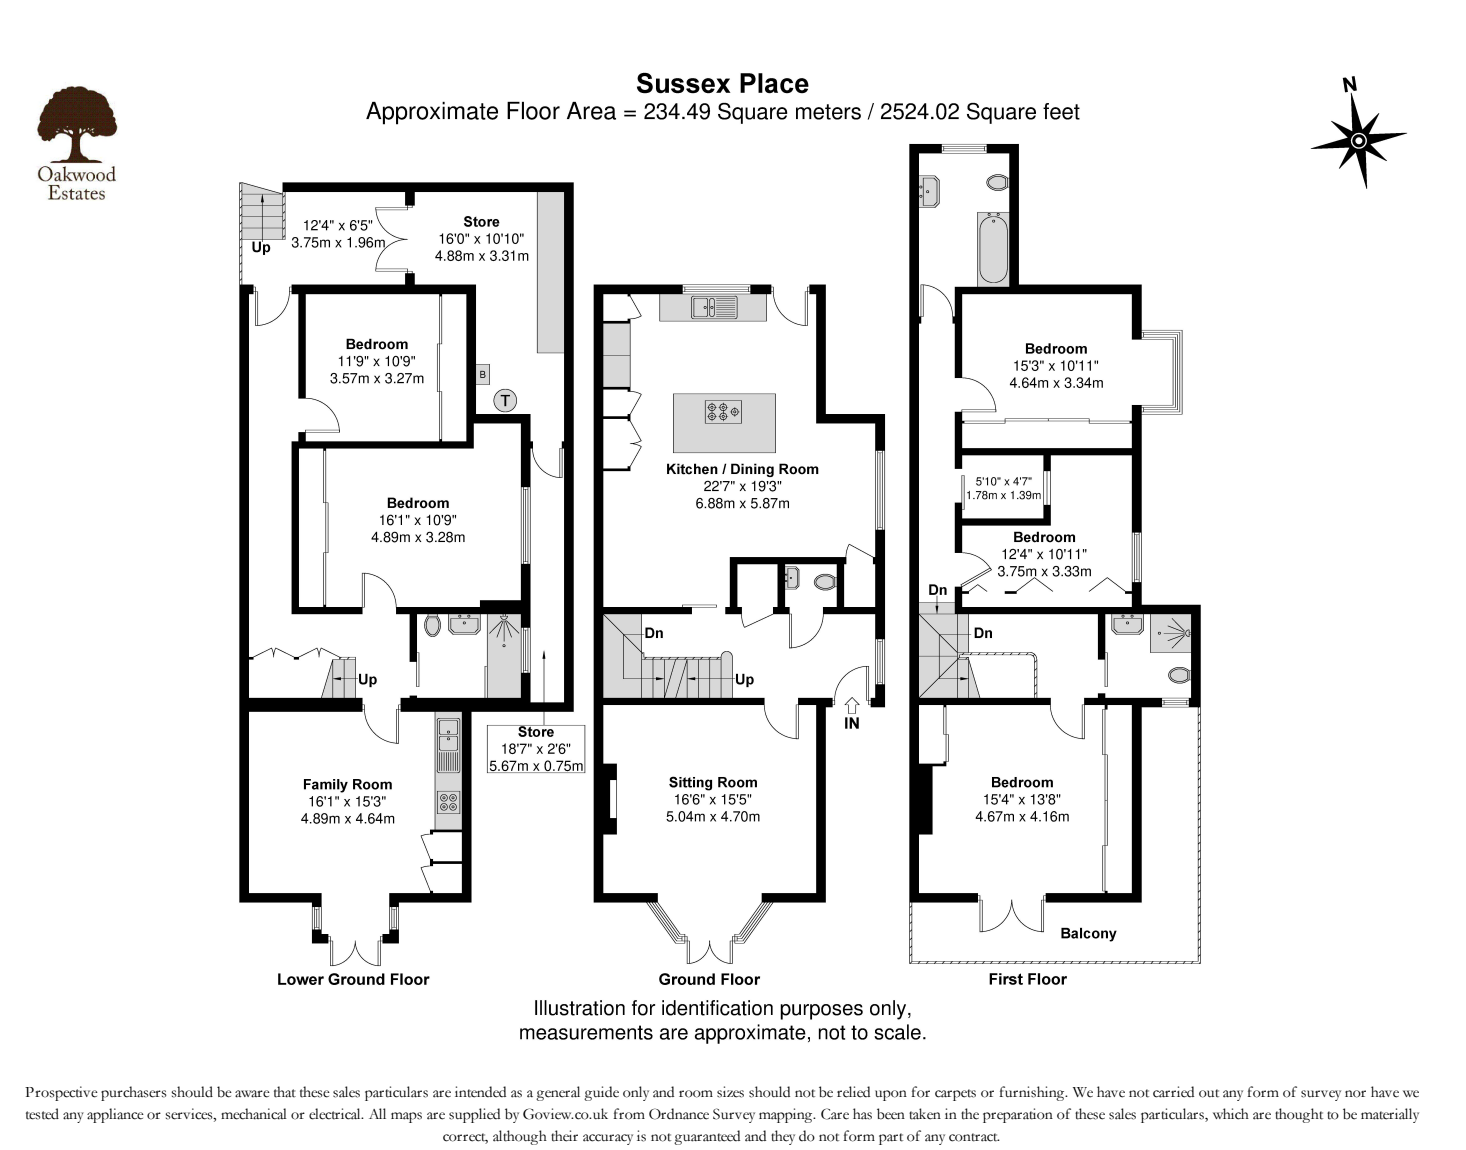 Sussex Place
Approximate Floor Area = 234.49 Square meters / 2524.02 Square feet
N
Oakwood
Estates
Up
12'4" x 6'5"
3.75m x 1.96m
Store
16'0" x 10'10"
4.88m x 3.31m
Bedroom
11'9" x 10'9"
3.57m x 3.27m
B
T
Bedroom
16'1" x 10'9"
4.89m x 3.28m
Up
Store
18'7" x 2'6"
5.67m x 0.75m
Family Room
16'1" x 15'3"
4.89m x 4.64m
Lower Ground Floor
Kitchen / Dining Room
22'7" x 19'3"
6.88m x 5.87m
Dn
Up
IN
Sitting Room
16'6" x 15'5"
5.04m x 4.70m
Ground Floor
Bedroom
15'3" x 10'11"
4.64m x 3.34m
5'10" x 4'7"
1.78m x 1.39m
Bedroom
12'4" x 10'11"
3.75m x 3.33m
Dn
Dn
Bedroom
15'4" x 13'8"
4.67m x 4.16m
Balcony
First Floor
Illustration for identification purposes only,
measurements are approximate, not to scale.
Prospective purchasers should be aware that these sales particulars are intended as a general guide only and room sizes should not be relied upon for carpets or furnishing. We have not carried out any form of survey nor have we
tested any appliance or services, mechanical or electrical. All maps are supplied by Goview.co.uk from Ordnance Survey mapping. Care has been taken in the preparation of these sales particulars, which are thought to be materially
correct, although their accuracy is not guaranteed and they do not form part of any contract.